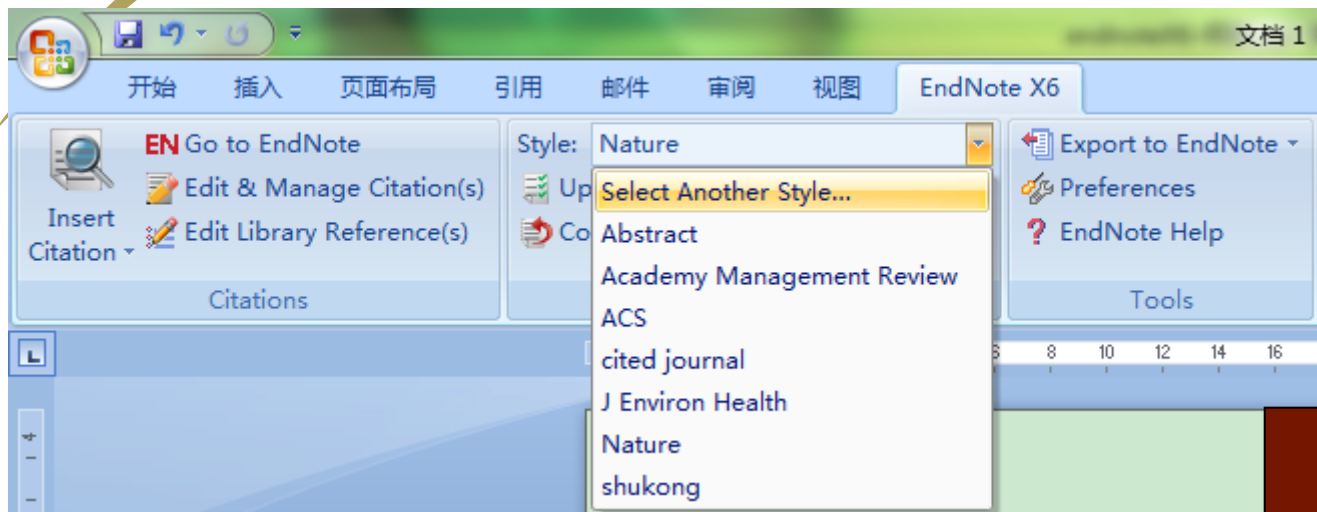 文档 1
开始 插入 页面布局 引用 邮件 审阅 视图 EndNote X6
EN Go to EndNote Style: Nature Export to EndNote
Edit & Manage Citation(s) Up Select Another Style... Preferences
Insert
Citation Edit Library Reference(s) Co Abstract EndNote Help
Academy Management Review
Citations Tools
ACS
8 10 12 14 16
cited journal
J Environ Health
Nature
shukong